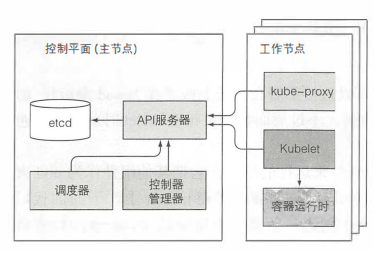 控制平面 (主节点)
工作节点
etcd
API服务器
kube-proxy
Kubelet
调度器
控制器
管理器
容器运行时